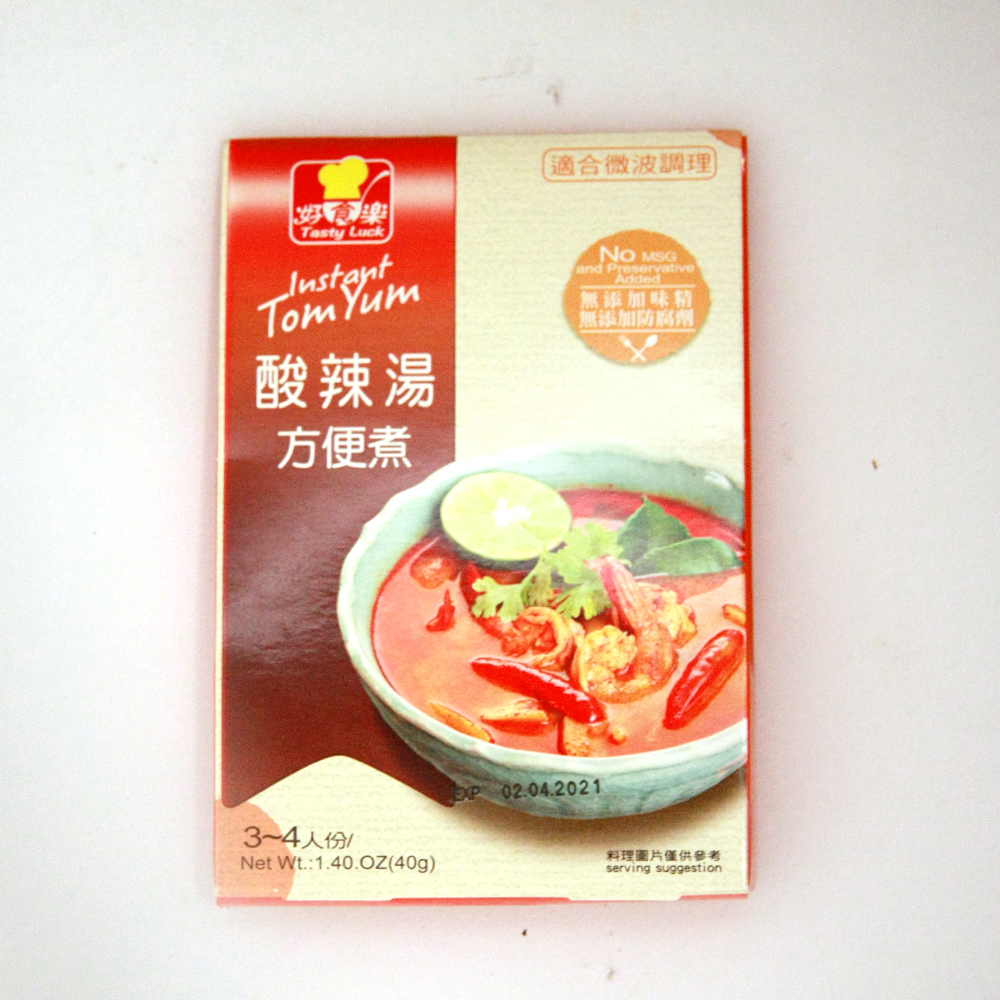 好食樂
Tasty Luck
Instant
Tom Yum
酸辣湯
方便煮
適合微波調理
No MSG
and Preservative
Added
無添加味精
無添加防腐劑
EXP 02.04.2021
3~4人份/
Net Wt.:1.40.OZ(40g)
料理圖片僅供參考
serving suggestion